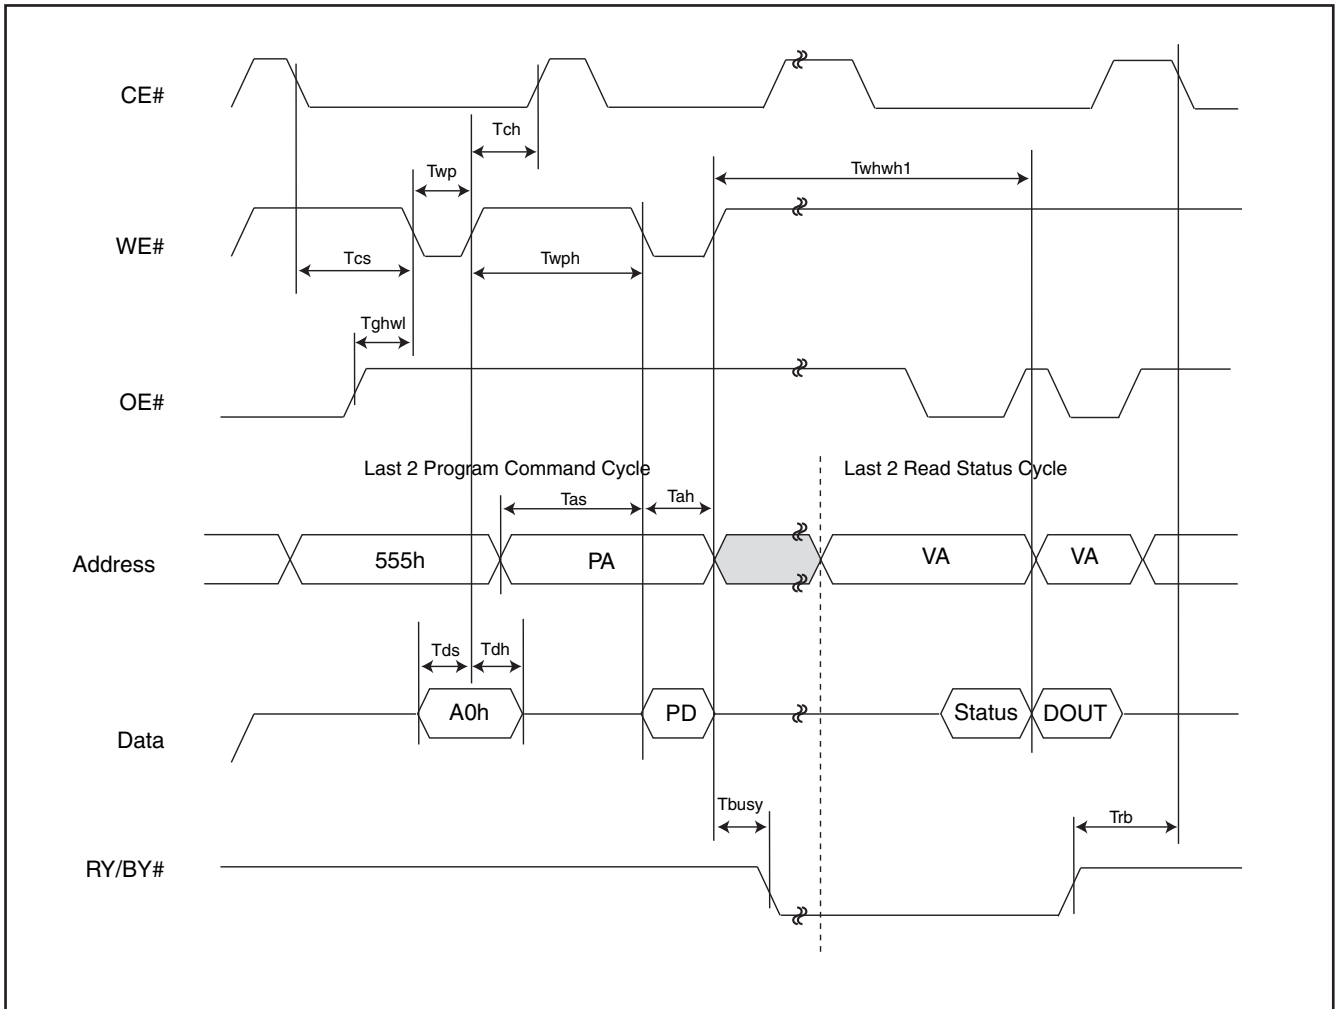 CE#
Tch
Twp
Twhwh1
WE#
Tcs
Twph
Tghwl
OE#
Last 2 Program Command Cycle
Last 2 Read Status Cycle
Tas
Tah
Address
555h
PA
VA
VA
Tds
Tdh
A0h
PD
Status
DOUT
Data
Tbusy
Trb
RY/BY#